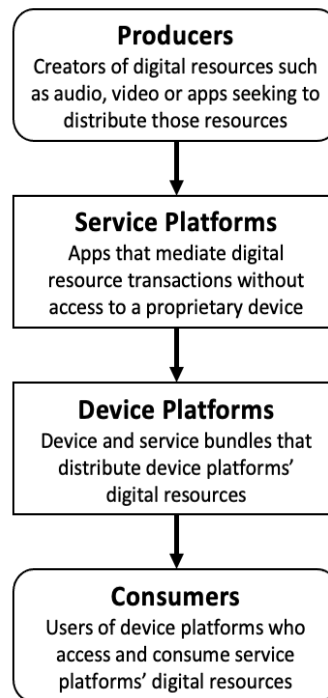 Producers
Creators of digital resources such
as audio, video or apps seeking to
distribute those resources
Service Platforms
Apps that mediate digital
resource transactions without
access to a proprietary device
Device Platforms
Device and service bundles that
distribute device platforms’
digital resources
Consumers
Users of device platforms who
access and consume service
platforms’ digital resources